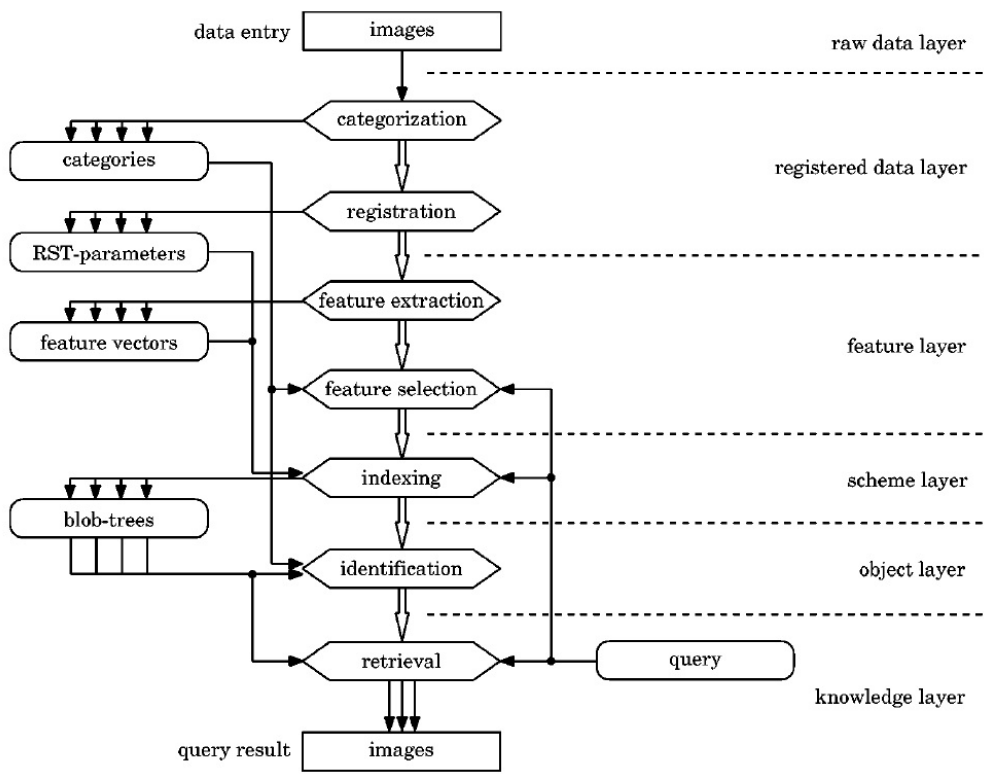 data entry
images
raw data layer
categorization
categories
registered data layer
registration
RST-parameters
feature extraction
feature vectors
feature layer
feature selection
indexing
scheme layer
blob-trees
identification
object layer
retrieval
query
knowledge layer
query result
images